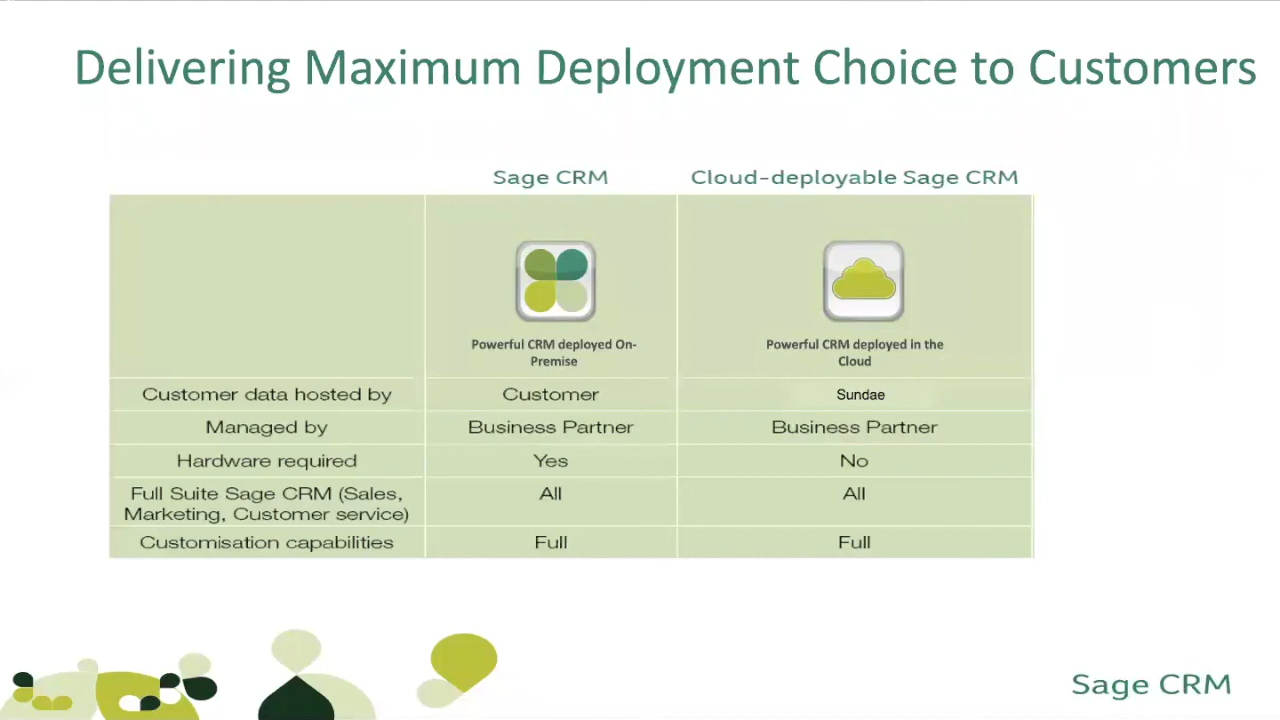 Delivering Maximum Deployment Choice to Customers
Sage CRM
Cloud-deployable Sage CRM
Powerful CRM deployed On-
Premise
Powerful CRM deployed in the
Cloud
Customer data hosted by
Customer
Sundae
Managed by
Business Partner
Business Partner
Hardware required
Yes
No
Full Suite Sage CRM (Sales,
Marketing, Customer service)
All
All
Customisation capabilities
Full
Full
Sage CRM